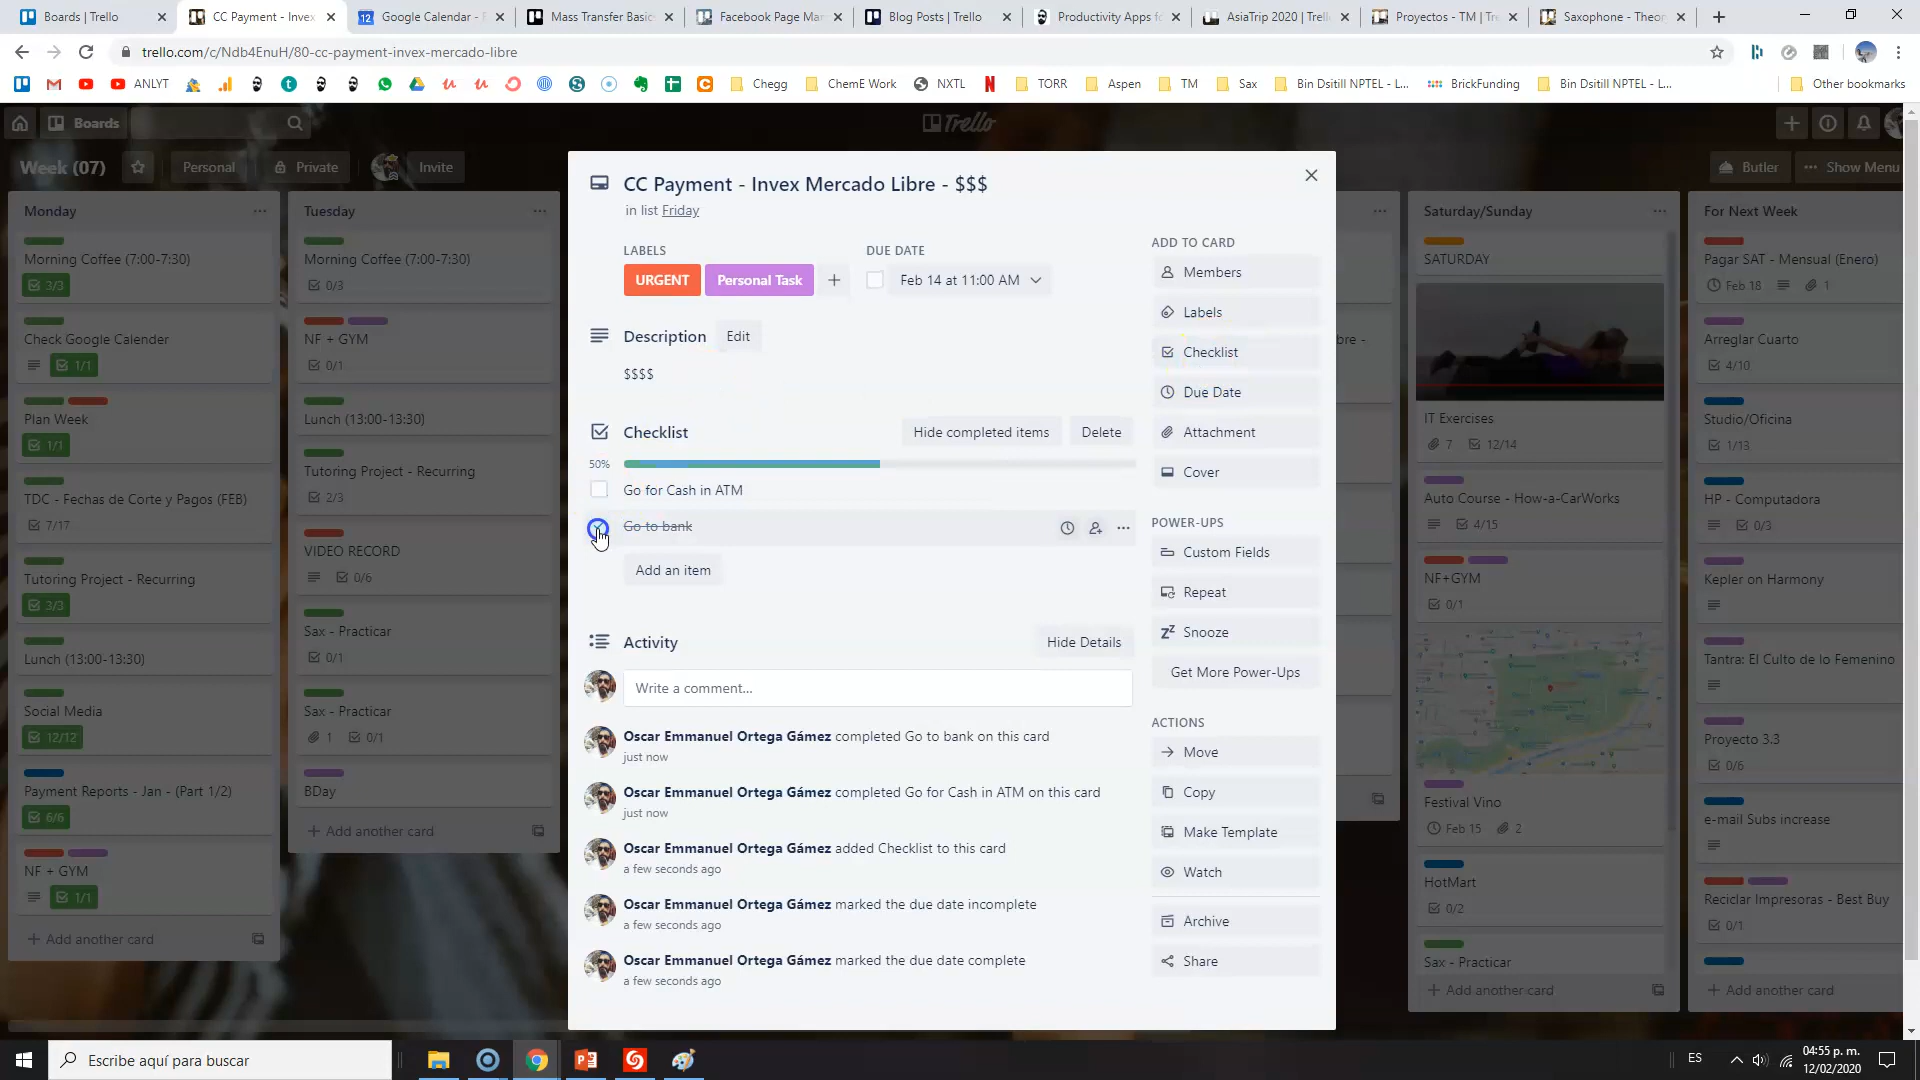 Boards | Trello
CC Payment - Invex
Google Calendar - F
Mass Transfer Basic
Facebook Page Man
Blog Posts | Trello
Productivity Apps fo
AsiaTrip 2020 | Trell
Proyectos - TM | Tre
Saxophone - Theor
trello.com/c/Ndb4EnuH/80-cc-payment-invex-mercado-libre
ANLYT
Chegg
ChemE Work
NXTL
TORR
Aspen
TM
Sax
Bin Dsitill NPTEL - L...
BrickFunding
Bin Dsitill NPTEL - L...
Other bookmarks
Boards
Trello
Week (07)
Personal
Private
Invite
Butler
Show Menu
Monday
Morning Coffee (7:00-7:30)
3/3
Check Google Calender
1/1
Plan Week
1/1
TDC - Fechas de Corte y Pagos (FEB)
7/17
Tutoring Project - Recurring
3/3
Lunch (13:00-13:30)
Social Media
12/12
Payment Reports - Jan - (Part 1/2)
6/6
NF + GYM
1/1
+ Add another card
Tuesday
Morning Coffee (7:00-7:30)
0/3
NF + GYM
0/1
Lunch (13:00-13:30)
Tutoring Project - Recurring
2/3
VIDEO RECORD
0/6
Sax - Practicar
0/1
Sax - Practicar
1 0/1
BDay
+ Add another card
CC Payment - Invex Mercado Libre - $$$
in list Friday
LABELS
URGENT
Personal Task
DUE DATE
Feb 14 at 11:00 AM
Description
Edit
$$$$
Checklist
Hide completed items
Delete
50%
Go for Cash in ATM
Go to bank
Add an item
Activity
Hide Details
Write a comment...
Oscar Emmanuel Ortega Gámez completed Go to bank on this card
just now
Oscar Emmanuel Ortega Gámez completed Go for Cash in ATM on this card
just now
Oscar Emmanuel Ortega Gámez added Checklist to this card
a few seconds ago
Oscar Emmanuel Ortega Gámez marked the due date incomplete
a few seconds ago
Oscar Emmanuel Ortega Gámez marked the due date complete
a few seconds ago
ADD TO CARD
Members
Labels
Checklist
Due Date
Attachment
Cover
POWER-UPS
Custom Fields
Repeat
Snooze
Get More Power-Ups
ACTIONS
Move
Copy
Make Template
Watch
Archive
Share
bre -
Saturday/Sunday
SATURDAY
IT Exercises
7 12/14
Auto Course - How-a-CarWorks
4/15
NF+GYM
0/1
Festival Vino
Feb 15 2
HotMart
0/2
Sax - Practicar
+ Add another card
For Next Week
Pagar SAT - Mensual (Enero)
Feb 18 1
Arreglar Cuarto
4/10
Studio/Oficina
1/13
HP - Computadora
0/3
Kepler on Harmony
Tantra: El Culto de lo Femenino
Proyecto 3.3
0/6
e-mail Subs increase
Reciclar Impresoras - Best Buy
0/1
+ Add another card
Escribe aquí para buscar
ES
04:55 p. m.
12/02/2020